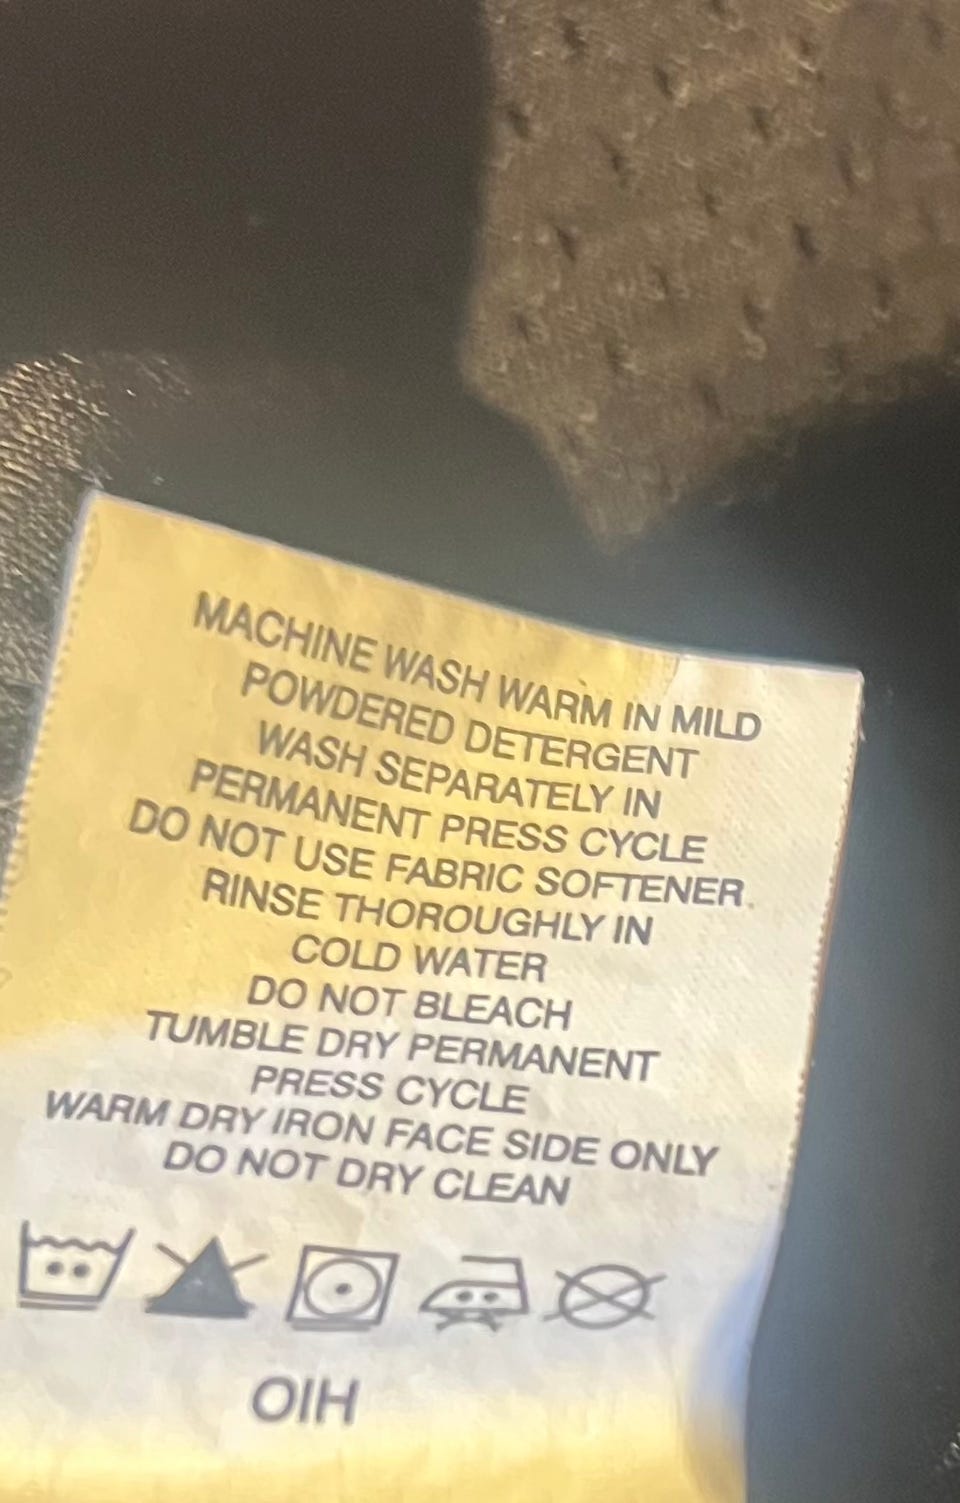 MACHINE WASH WARM IN MILD
POWDERED DETERGENT
WASH SEPARATELY IN
PERMANENT PRESS CYCLE
DO NOT USE FABRIC SOFTENER
RINSE THOROUGHLY IN
COLD WATER
DO NOT BLEACH
TUMBLE DRY PERMANENT
PRESS CYCLE
WARM DRY IRON FACE SIDE ONLY
DO NOT DRY CLEAN
OIH